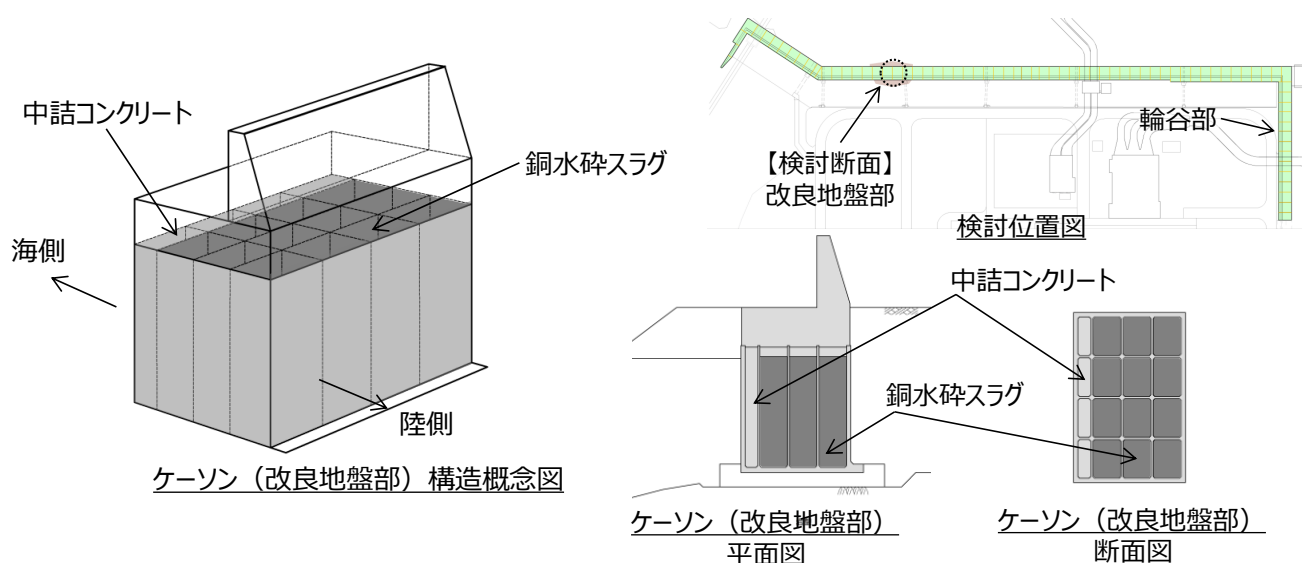 中詰コンクリート
銅水砕スラグ
海側
陸側
ケーソン（改良地盤部）構造概念図
輪谷部
【検討断面】
改良地盤部
検討位置図
中詰コンクリート
銅水砕スラグ
ケーソン（改良地盤部）
平面図
ケーソン（改良地盤部）
断面図